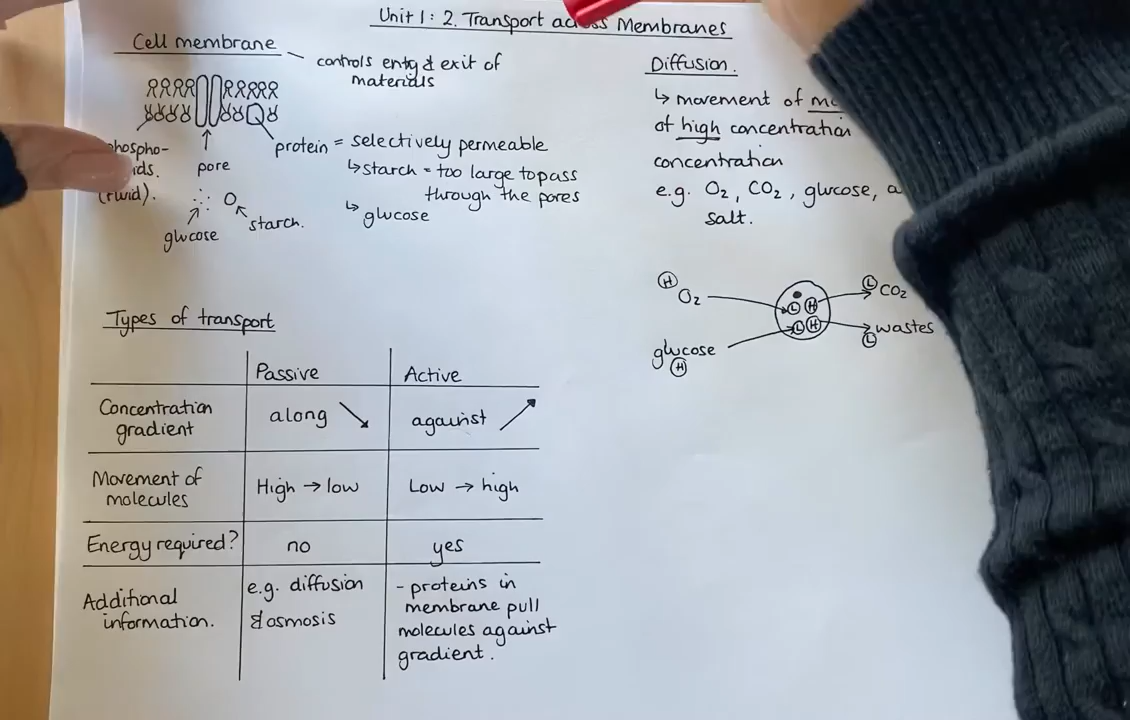 Unit 1: 2. Transport across Membranes
Cell membrane
controls entry & exit of
materials
phospho-
(fluid).
pore
protein = selectively permeable
↳ starch = too large to pass
through the pores
↳ glucose
glucose
starch.
Types of transport
Passive Active
Concentration gradient along ↘ against ↗
Movement of molecules High → low Low → high
Energy required? no yes
Additional information. e.g. diffusion & osmosis - proteins in membrane pull molecules against gradient.
Diffusion.
↳ movement of
of high concentration
concentration
e.g. O₂, CO₂, glucose,
salt.
H O₂ L CO₂
L H
L H
glucose H wastes L